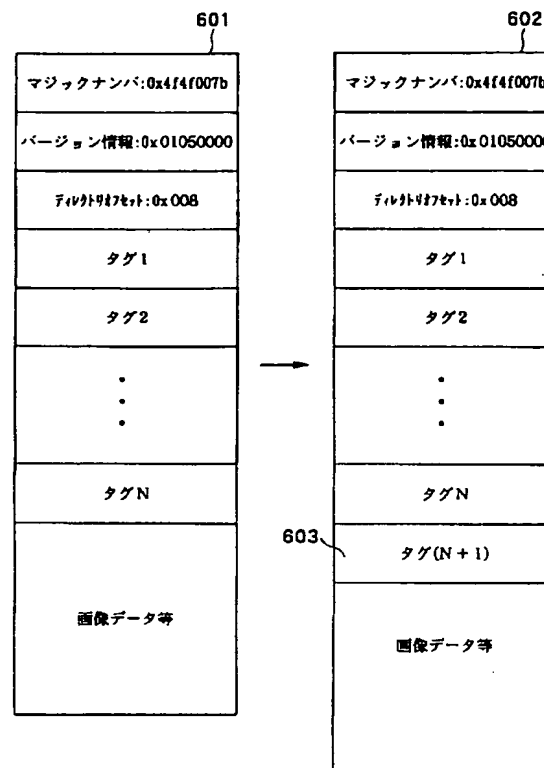 601
マジックナンバ:0x4f4f007b
バージョン情報:0x01050000
ディレクトリオフセット:0x008
タグ1
タグ2
タグN
画像データ等
602
マジックナンバ:0x4f4f007b
バージョン情報:0x0105000
ディレクトリオフセット:0x008
タグ1
タグ2
タグN
603
タグ(N+1)
画像データ等